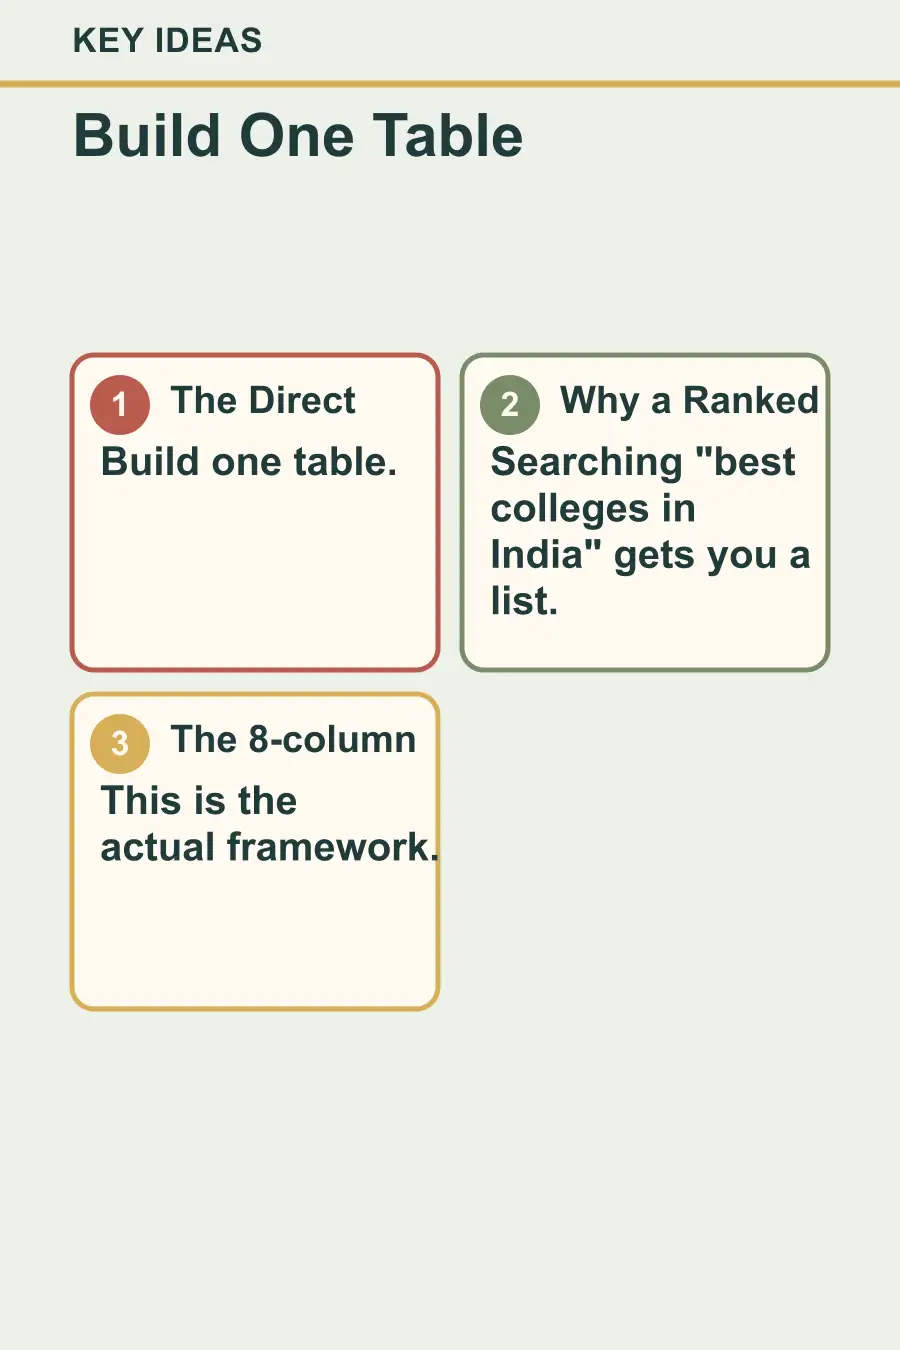 KEY IDEAS
Build One Table
1 The Direct
Build one table.
2 Why a Ranked
Searching "best
colleges in
India" gets you a
list.
3 The 8-column
This is the
actual framework.